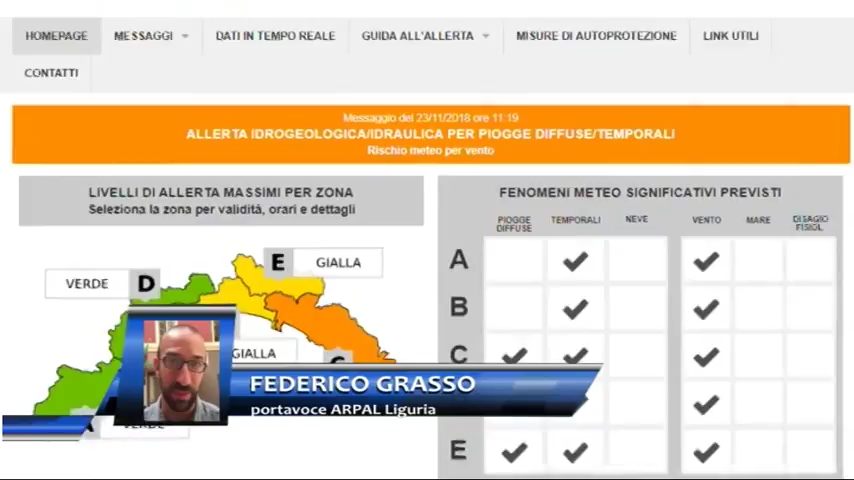 HOMEPAGE
MESSAGGI
DATI IN TEMPO REALE
GUIDA ALL'ALLERTA
MISURE DI AUTOPROTEZIONE
LINK UTILI
CONTATTI
Messaggio del 23/11/2018 ore 11:19
ALLERTA IDROGEOLOGICA/IDRAULICA PER PIOGGE DIFFUSE/TEMPORALI
Rischio meteo per vento
LIVELLI DI ALLERTA MASSIMI PER ZONA
Seleziona la zona per validità, orari e dettagli
FENOMENI METEO SIGNIFICATIVI PREVISTI
PIOGGE
DIFFUSE
TEMPORALI
NEVE
VENTO
MARE
DISAGIO
FISIOL
VERDE
D
E
GIALLA
GIALLA
C
A
VERDE
A
B
C
E
FEDERICO GRASSO
portavoce ARPAL Liguria